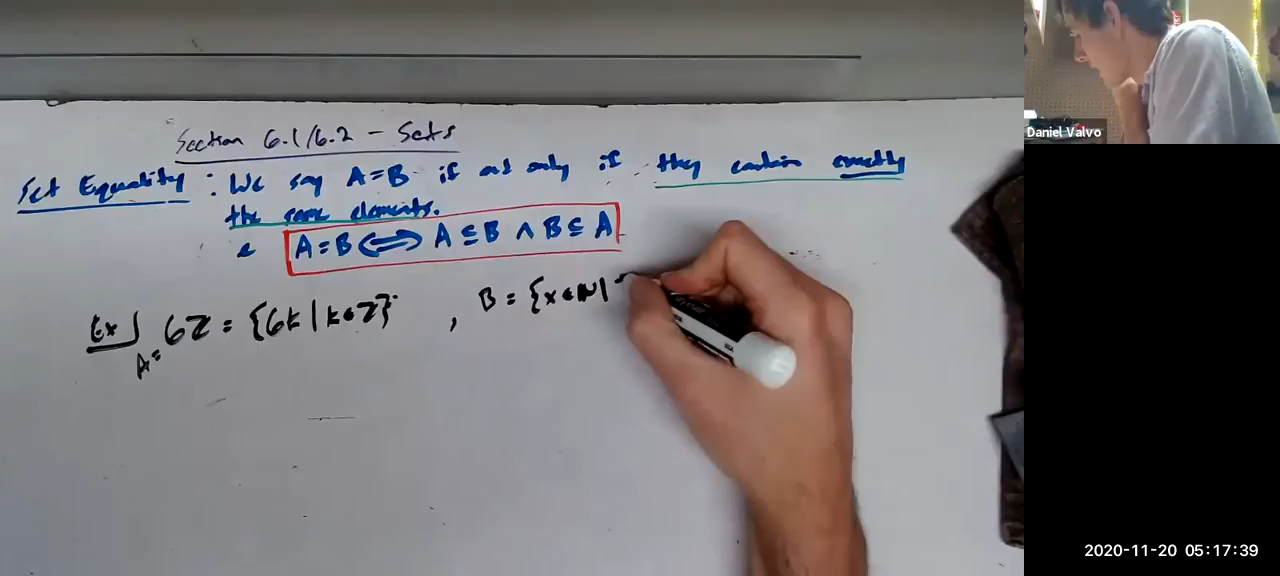 Section 6.1/6.2 - Sets
Set Equality: We say A=B if and only if they contain exactly
the same elements.
A=B ⟺ A ⊆ B ∧ B ⊆ A
Ex] 6ℤ = {6k | k∈ℤ}, B = {x∈ℕ|
A=
Daniel Valvo
2020-11-20 05:17:39